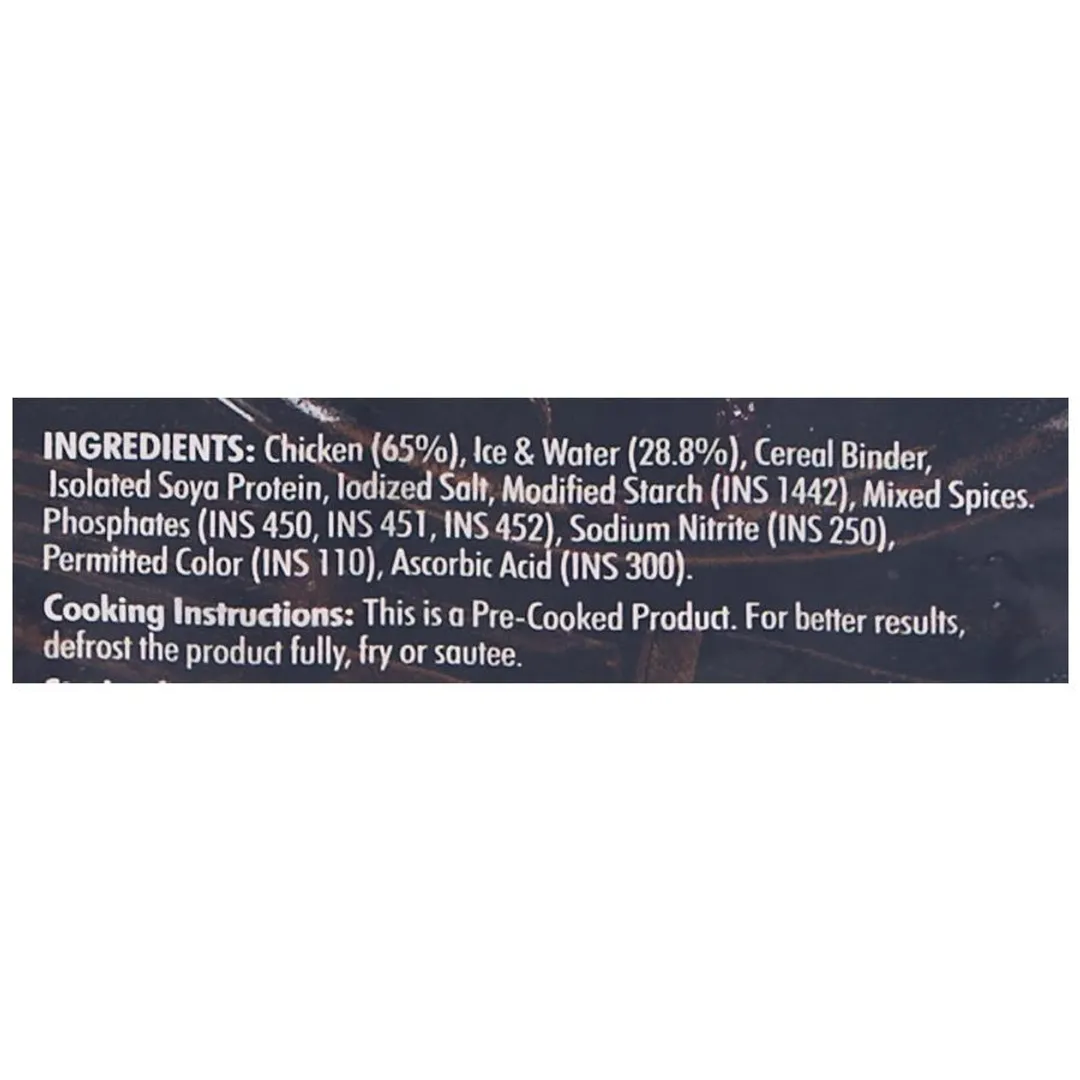 INGREDIENTS: Chicken (65%), Ice & Water (28.8%), Cereal Binder,
Isolated Soya Protein, Iodized Salt, Modified Starch (INS 1442), Mixed Spices.
Phosphates (INS 450, INS 451, INS 452), Sodium Nitrite (INS 250),
Permitted Color (INS 110), Ascorbic Acid (INS 300).
Cooking Instructions: This is a Pre-Cooked Product. For better results,
defrost the product fully, fry or sautee.